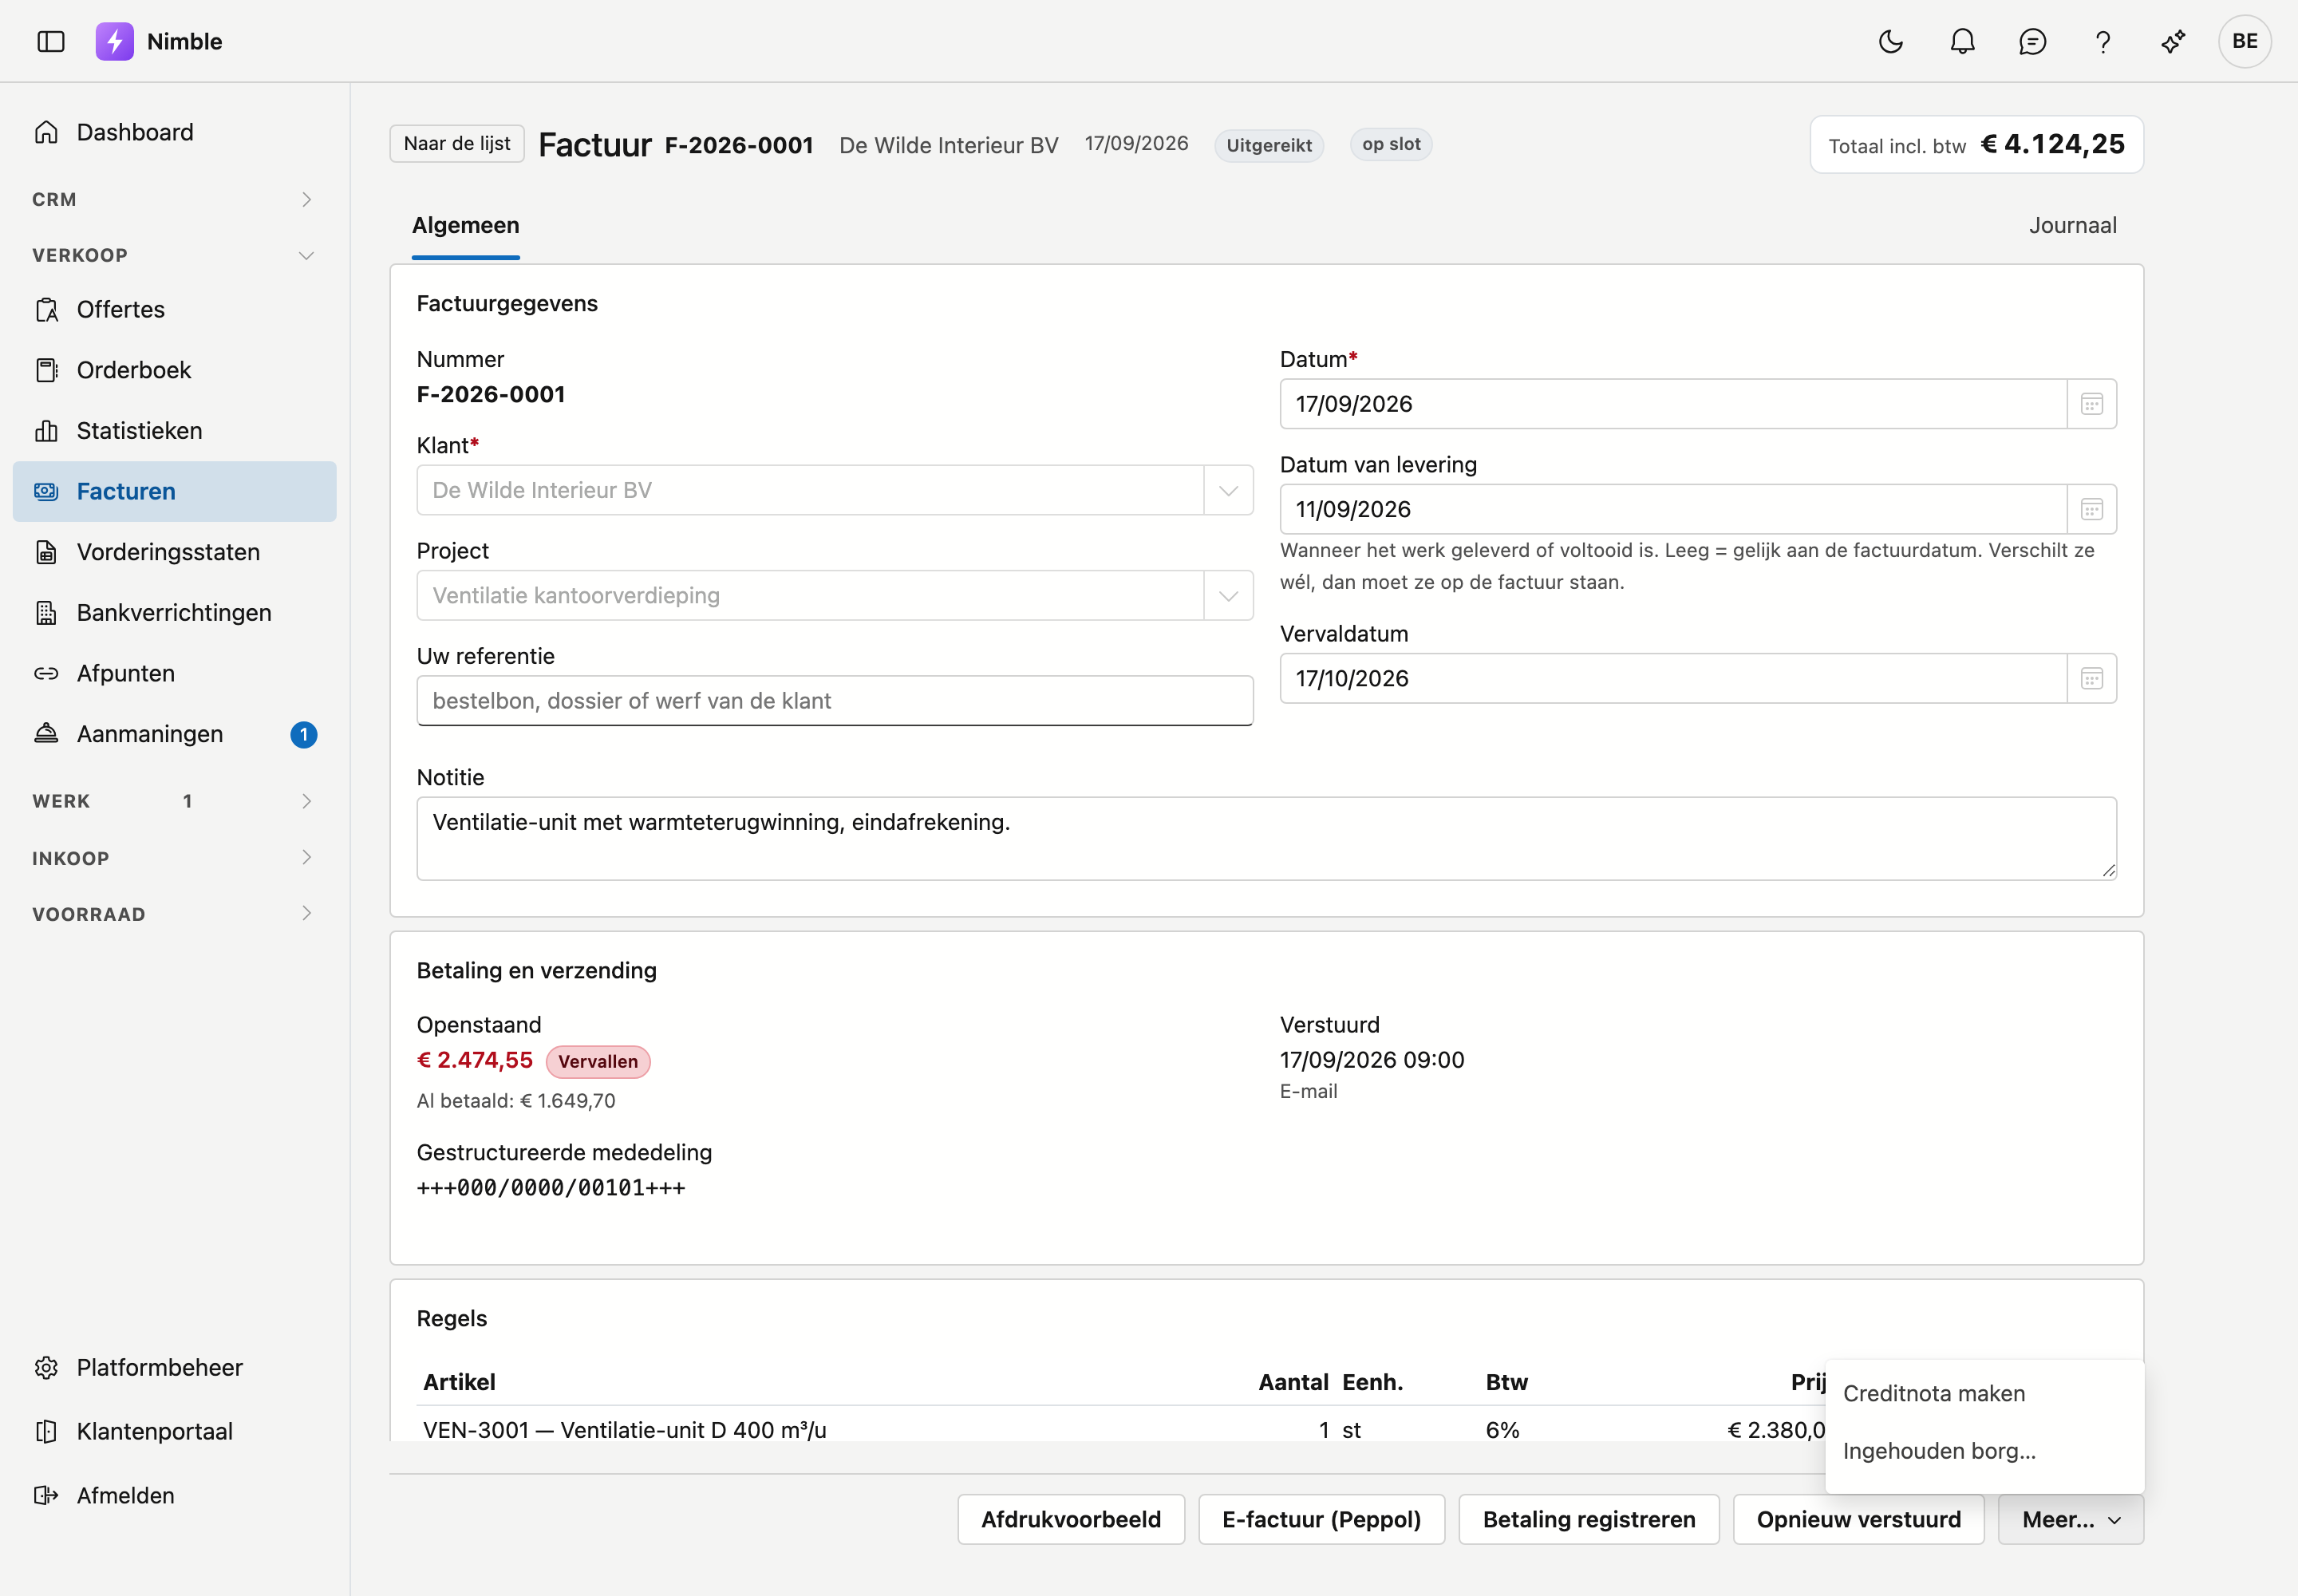 Nimble
BE
Dashboard
CRM
VERKOOP
Offertes
Orderboek
Statistieken
Facturen
Vorderingsstaten
Bankverrichtingen
Afpunten
Aanmaningen 1
WERK 1
INKOOP
VOORRAAD
Platformbeheer
Klantenportaal
Afmelden
Naar de lijst Factuur F-2026-0001 De Wilde Interieur BV 17/09/2026 Uitgereikt op slot
Totaal incl. btw € 4.124,25
Algemeen
Journaal
Factuurgegevens
Nummer
F-2026-0001
Klant*
De Wilde Interieur BV
Project
Ventilatie kantoorverdieping
Uw referentie
bestelbon, dossier of werf van de klant
Datum*
17/09/2026
Datum van levering
11/09/2026
Wanneer het werk geleverd of voltooid is. Leeg = gelijk aan de factuurdatum. Verschilt ze
wél, dan moet ze op de factuur staan.
Vervaldatum
17/10/2026
Notitie
Ventilatie-unit met warmteterugwinning, eindafrekening.
Betaling en verzending
Openstaand
€ 2.474,55 Vervallen
Al betaald: € 1.649,70
Gestructureerde mededeling
+++000/0000/00101+++
Verstuurd
17/09/2026 09:00
E-mail
Regels
Artikel Aantal Eenh. Btw Prij
VEN-3001 — Ventilatie-unit D 400 m³/u 1 st 6% € 2.380,0
Creditnota maken
Ingehouden borg...
Afdrukvoorbeeld E-factuur (Peppol) Betaling registreren Opnieuw verstuurd Meer...